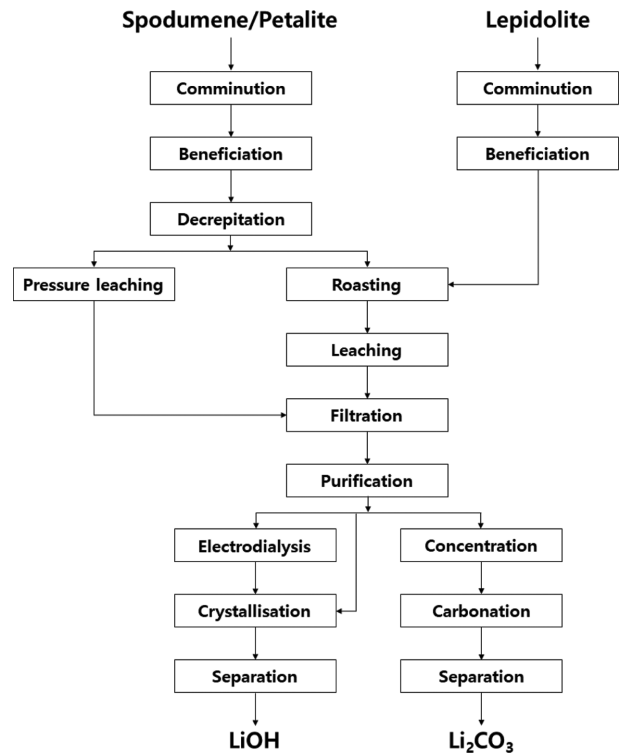 Spodumene/Petalite
Lepidolite
Comminution
Comminution
Beneficiation
Beneficiation
Decrepitation
Pressure leaching
Roasting
Leaching
Filtration
Purification
Electrodialysis
Concentration
Crystallisation
Carbonation
Separation
Separation
LiOH
Li₂CO₃